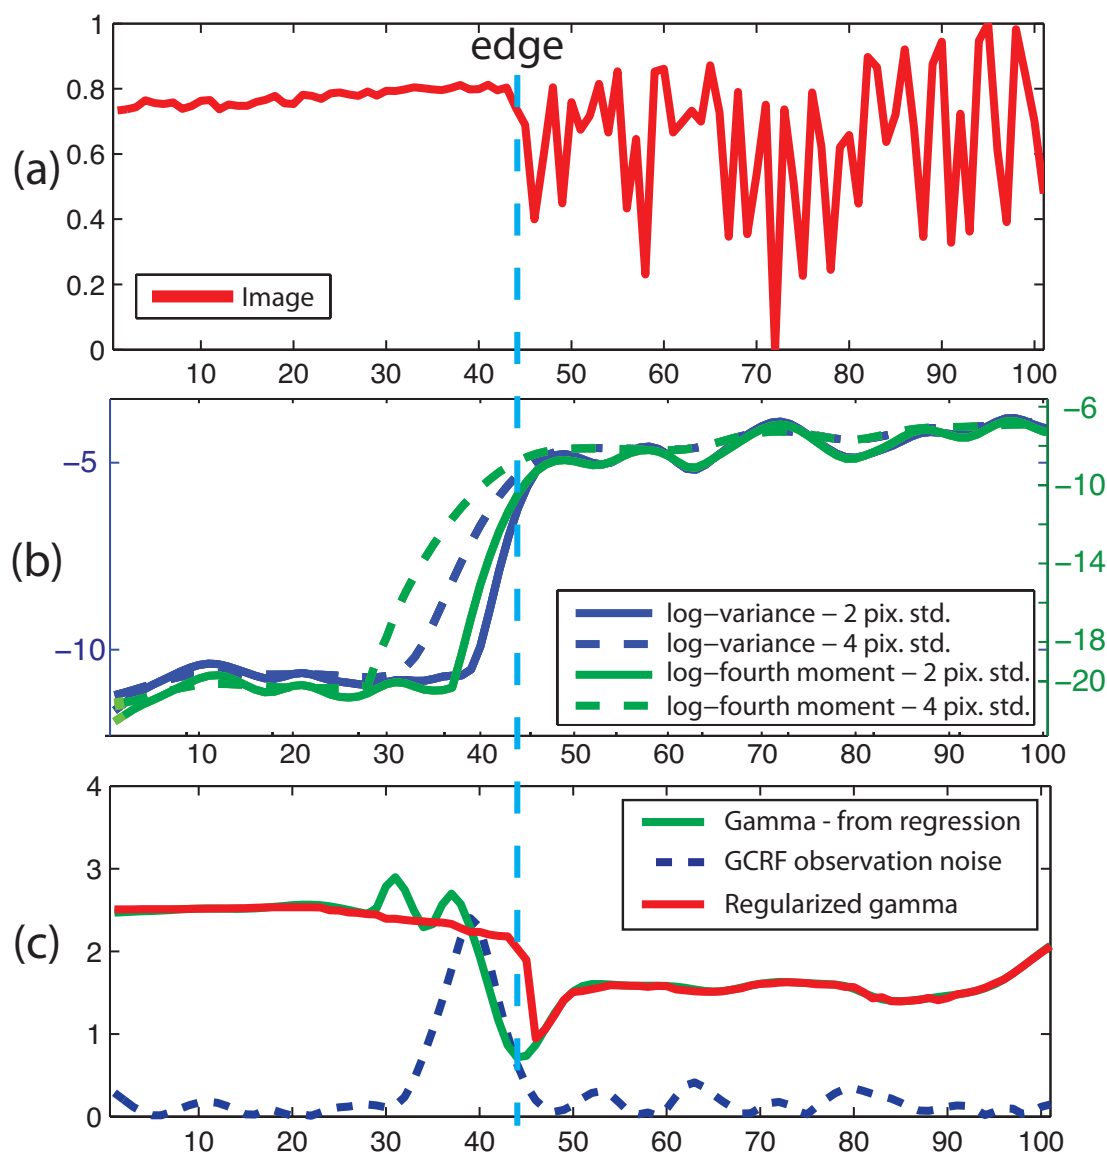 edge
(a)
1
0.8
0.6
0.4
0.2
0
Image
10 20 30 40 50 60 70 80 90 100
(b)
−5
−10
−6
−10
−14
−18
−20
log−variance − 2 pix. std.
log−variance − 4 pix. std.
log−fourth moment − 2 pix. std.
log−fourth moment − 4 pix. std.
10 20 30 40 50 60 70 80 90 100
(c)
4
3
2
1
0
Gamma - from regression
GCRF observation noise
Regularized gamma
10 20 30 40 50 60 70 80 90 100